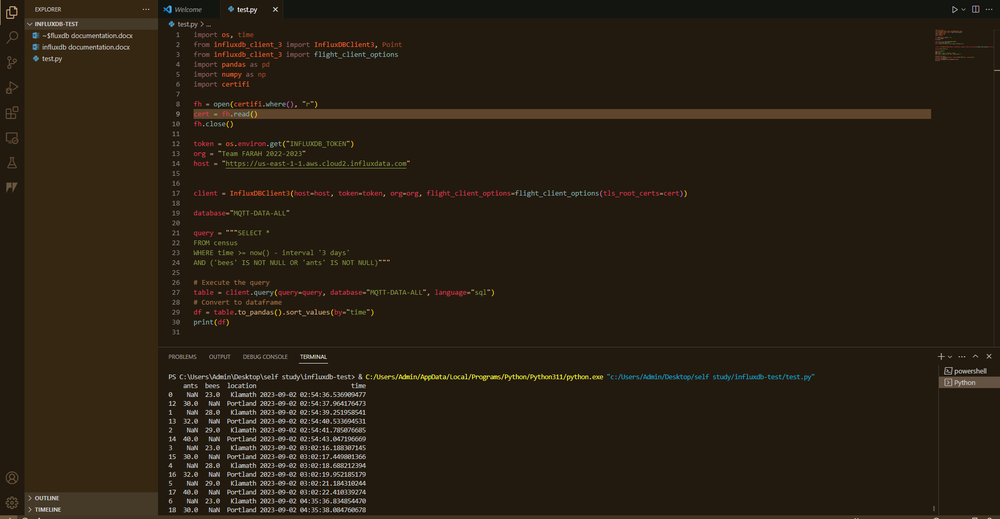 EXPLORER
Welcome
test.py
INFLUXDB-TEST
~$fluxdb documentation.docx
influxdb documentation.docx
test.py
test.py > ...
1 import os, time
2 from influxdb_client_3 import InfluxDBClient3, Point
3 from influxdb_client_3 import flight_client_options
4 import pandas as pd
5 import numpy as np
6 import certifi
7
8 fh = open(certifi.where(), "r")
9 cert = fh.read()
10 fh.close()
11
12 token = os.environ.get("INFLUXDB_TOKEN")
13 org = "Team FARAH 2022-2023"
14 host = "https://us-east-1-1.aws.cloud2.influxdata.com"
15
16
17 client = InfluxDBClient3(host=host, token=token, org=org, flight_client_options=flight_client_options(tls_root_certs=cert))
18
19 database="MQTT-DATA-ALL"
20
21 query = """SELECT *
22 FROM census
23 WHERE time >= now() - interval '3 days'
24 AND ('bees' IS NOT NULL OR 'ants' IS NOT NULL)"""
25
26 # Execute the query
27 table = client.query(query=query, database="MQTT-DATA-ALL", language="sql")
28 # Convert to dataframe
29 df = table.to_pandas().sort_values(by="time")
30 print(df)
31
PROBLEMS OUTPUT DEBUG CONSOLE TERMINAL
PS C:\Users\Admin\Desktop\self study\influxdb-test> & C:/Users/Admin/AppData/Local/Programs/Python/Python311/python.exe "c:/Users/Admin/Desktop/self study/influxdb-test/test.py"
ants bees location time
0 NaN 23.0 Klamath 2023-09-02 02:54:36.536909477
12 30.0 NaN Portland 2023-09-02 02:54:37.964176473
1 NaN 28.0 Klamath 2023-09-02 02:54:39.251958541
13 32.0 NaN Portland 2023-09-02 02:54:40.533694531
2 NaN 29.0 Klamath 2023-09-02 02:54:41.785076685
14 40.0 NaN Portland 2023-09-02 02:54:43.047196669
3 NaN 23.0 Klamath 2023-09-02 03:02:16.188307145
15 30.0 NaN Portland 2023-09-02 03:02:17.449801366
4 NaN 28.0 Klamath 2023-09-02 03:02:18.688212394
16 32.0 NaN Portland 2023-09-02 03:02:19.952185179
5 NaN 29.0 Klamath 2023-09-02 03:02:21.184310244
17 40.0 NaN Portland 2023-09-02 03:02:22.410339274
6 NaN 23.0 Klamath 2023-09-02 04:35:36.834854470
18 30.0 NaN Portland 2023-09-02 04:35:38.084760678
powershell
Python
OUTLINE
TIMELINE